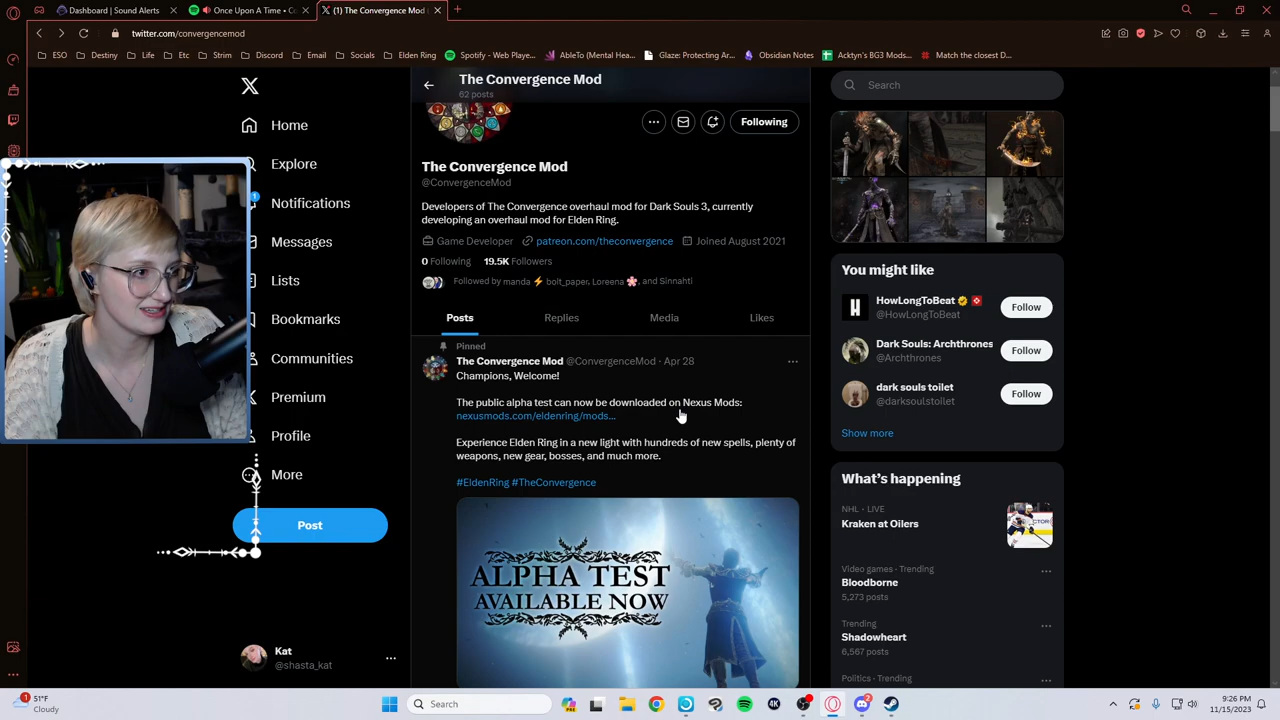 Dashboard | Sound Alerts
Once Upon A Time • Co
(1) The Convergence Mod
twitter.com/convergencemod
ESO
Destiny
Life
Etc
Strim
Discord
Email
Socials
Elden Ring
Spotify - Web Playe...
AbleTo (Mental Hea...
Glaze: Protecting Ar...
Obsidian Notes
Acktyn's BG3 Mods...
Match the closest D...
The Convergence Mod
62 posts
Following
The Convergence Mod
@ConvergenceMod
Developers of The Convergence overhaul mod for Dark Souls 3, currently
developing an overhaul mod for Elden Ring.
Game Developer patreon.com/theconvergence Joined August 2021
0 Following 19.5K Followers
Followed by manda ⚡ bolt_paper, Loreena 🌸, and Sinnahti
Posts Replies Media Likes
Pinned
The Convergence Mod @ConvergenceMod · Apr 28
Champions, Welcome!
The public alpha test can now be downloaded on Nexus Mods:
nexusmods.com/eldenring/mods...
Experience Elden Ring in a new light with hundreds of new spells, plenty of
weapons, new gear, bosses, and much more.
#EldenRing #TheConvergence
ALPHA TEST
AVAILABLE NOW
Home
Explore
1
Notifications
Messages
Lists
Bookmarks
Communities
Premium
Profile
More
Post
Kat
@shasta_kat
Search
You might like
HowLongToBeat
@HowLongToBeat
Follow
Dark Souls: Archthrones
@Archthrones
Follow
dark souls toilet
@darksoulstoilet
Follow
Show more
What's happening
NHL · LIVE
Kraken at Oilers
Video games · Trending
Bloodborne
5,273 posts
Trending
Shadowheart
6,567 posts
Politics · Trending
1
51°F
Cloudy
Search
4K
2
9:26 PM
11/15/2023